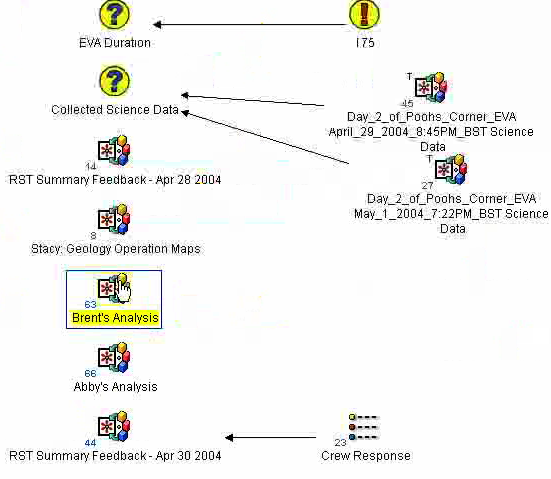 EVA Duration
I 75
Collected Science Data
T
45
Day_2_of_Poohs_Corner_EVA
April_29_2004_8:45PM_BST Science
Data
14
RST Summary Feedback - Apr 28 2004
T
27
Day_2_of_Poohs_Corner_EVA
May_1_2004_7:22PM_BST Science
Data
8
Stacy: Geology Operation Maps
63
Brent's Analysis
66
Abby's Analysis
44
RST Summary Feedback - Apr 30 2004
23
Crew Response